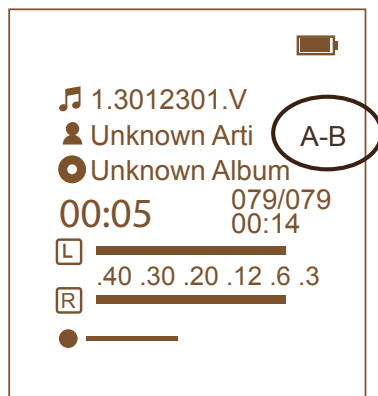 1.3012301.V
Unknown Arti
A-B
Unknown Album
00:05
079/079
00:14
L
.40 .30 .20 .12 .6 .3
R